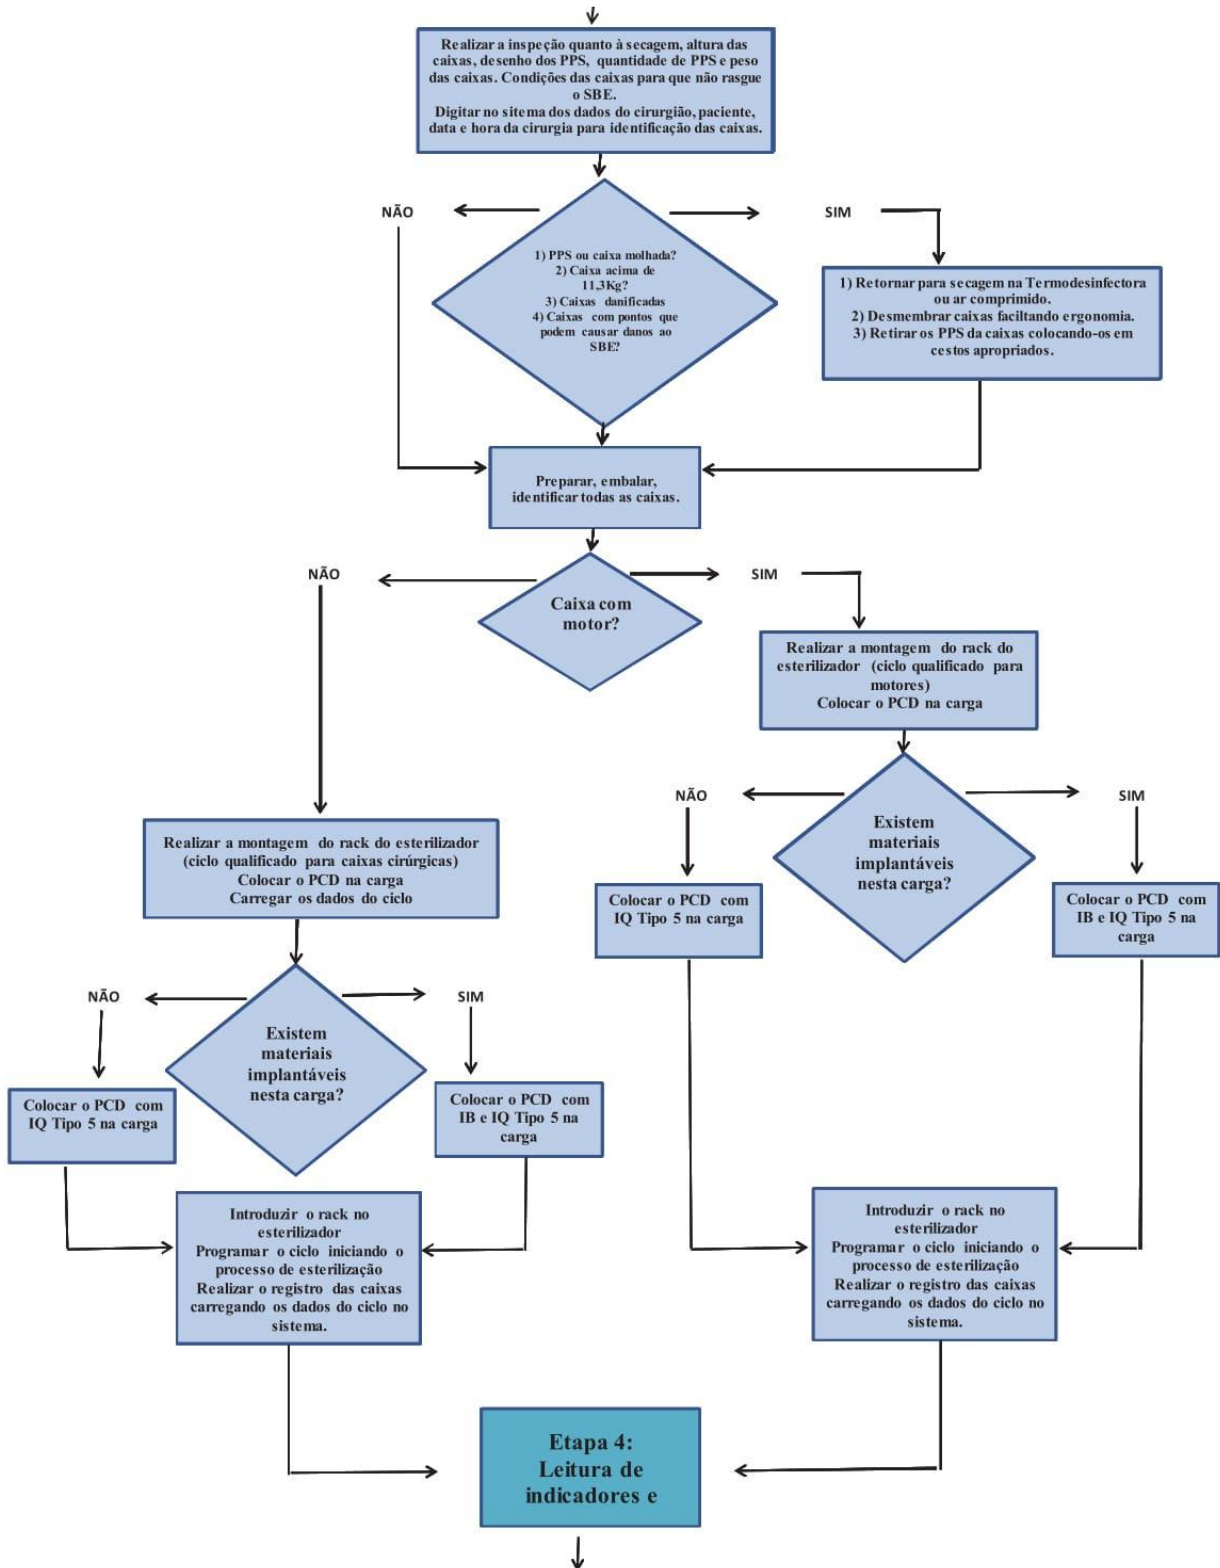 Realizar a inspeção quanto à secagem, altura das
caixas, desenho dos PPS, quantidade de PPS e peso
das caixas. Condições das caixas para que não rasgue
o SBE.
Digitar no sitema dos dados do cirurgião, paciente,
data e hora da cirurgia para identificação das caixas.
NÃO
SIM
1) PPS ou caixa molhada?
2) Caixa acima de
11,3Kg?
3) Caixas danificadas
4) Caixas com pontos que
podem causar danos ao
SBE?
1) Retornar para secagem na Termodesinfectora
ou ar comprimido.
2) Desmembrar caixas faciltando ergonomia.
3) Retirar os PPS da caixas colocando-os em
cestos apropriados.
Preparar, embalar,
identificar todas as caixas.
NÃO
SIM
Caixa com
motor?
Realizar a montagem do rack do
esterilizador (ciclo qualificado para
motores)
Colocar o PCD na carga
NÃO
SIM
Existem
materiais
implantáveis
nesta carga?
Colocar o PCD com
IQ Tipo 5 na carga
Colocar o PCD com
IB e IQ Tipo 5 na
carga
Realizar a montagem do rack do esterilizador
(ciclo qualificado para caixas cirúrgicas)
Colocar o PCD na carga
Carregar os dados do ciclo
NÃO
SIM
Existem
materiais
implantáveis
nesta carga?
Colocar o PCD com
IQ Tipo 5 na carga
Colocar o PCD com
IB e IQ Tipo 5 na
carga
Introduzir o rack no
esterilizador
Programar o ciclo iniciando o
processo de esterilização
Realizar o registro das caixas
carregando os dados do ciclo no
sistema.
Introduzir o rack no
esterilizador
Programar o ciclo iniciando o
processo de esterilização
Realizar o registro das caixas
carregando os dados do ciclo no
sistema.
Etapa 4:
Leitura de
indicadores e